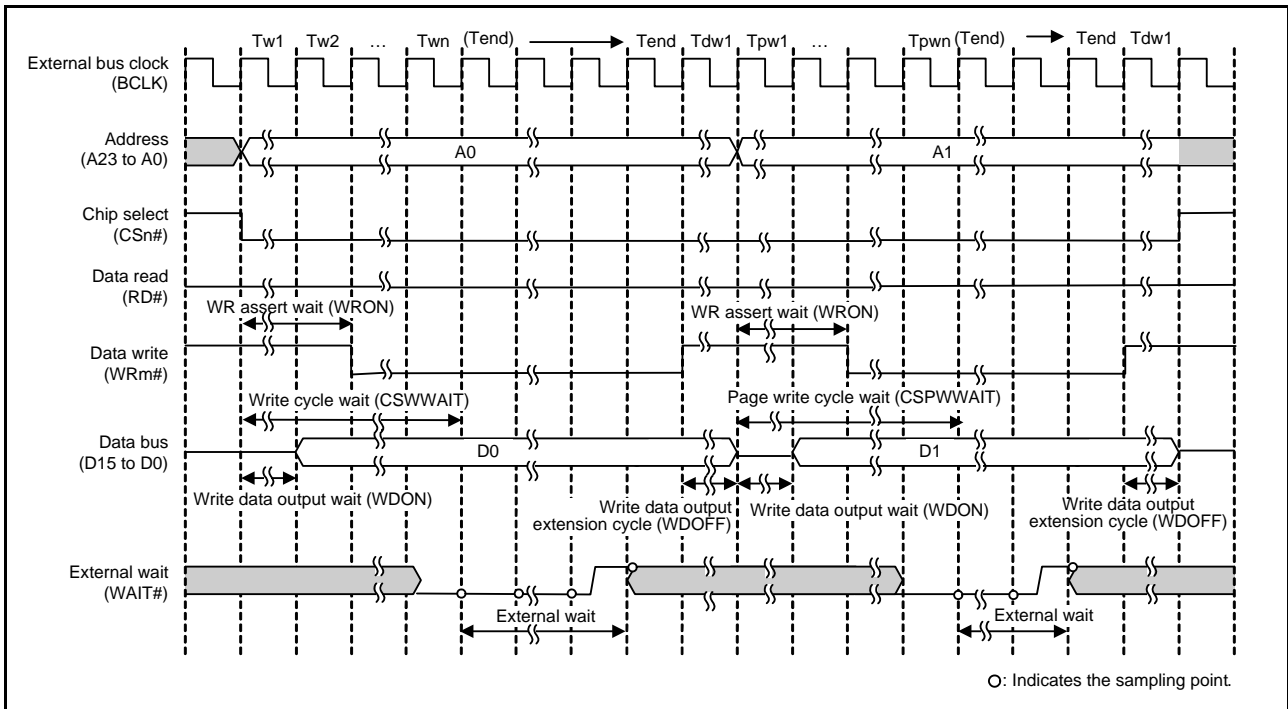 Tw1 Tw2 … Twn (Tend) Tend Tdw1 Tpw1 … Tpwn (Tend) Tend Tdw1
External bus clock
(BCLK)
Address
(A23 to A0)
A0
A1
Chip select
(CSn#)
Data read
(RD#)
WR assert wait (WRON)
WR assert wait (WRON)
Data write
(WRm#)
Write cycle wait (CSWWAIT)
Page write cycle wait (CSPWWAIT)
Data bus
(D15 to D0)
D0
D1
Write data output wait (WDON)
Write data output
extension cycle (WDOFF)
Write data output wait (WDON)
Write data output
extension cycle (WDOFF)
External wait
(WAIT#)
External wait
External wait
: Indicates the sampling point.